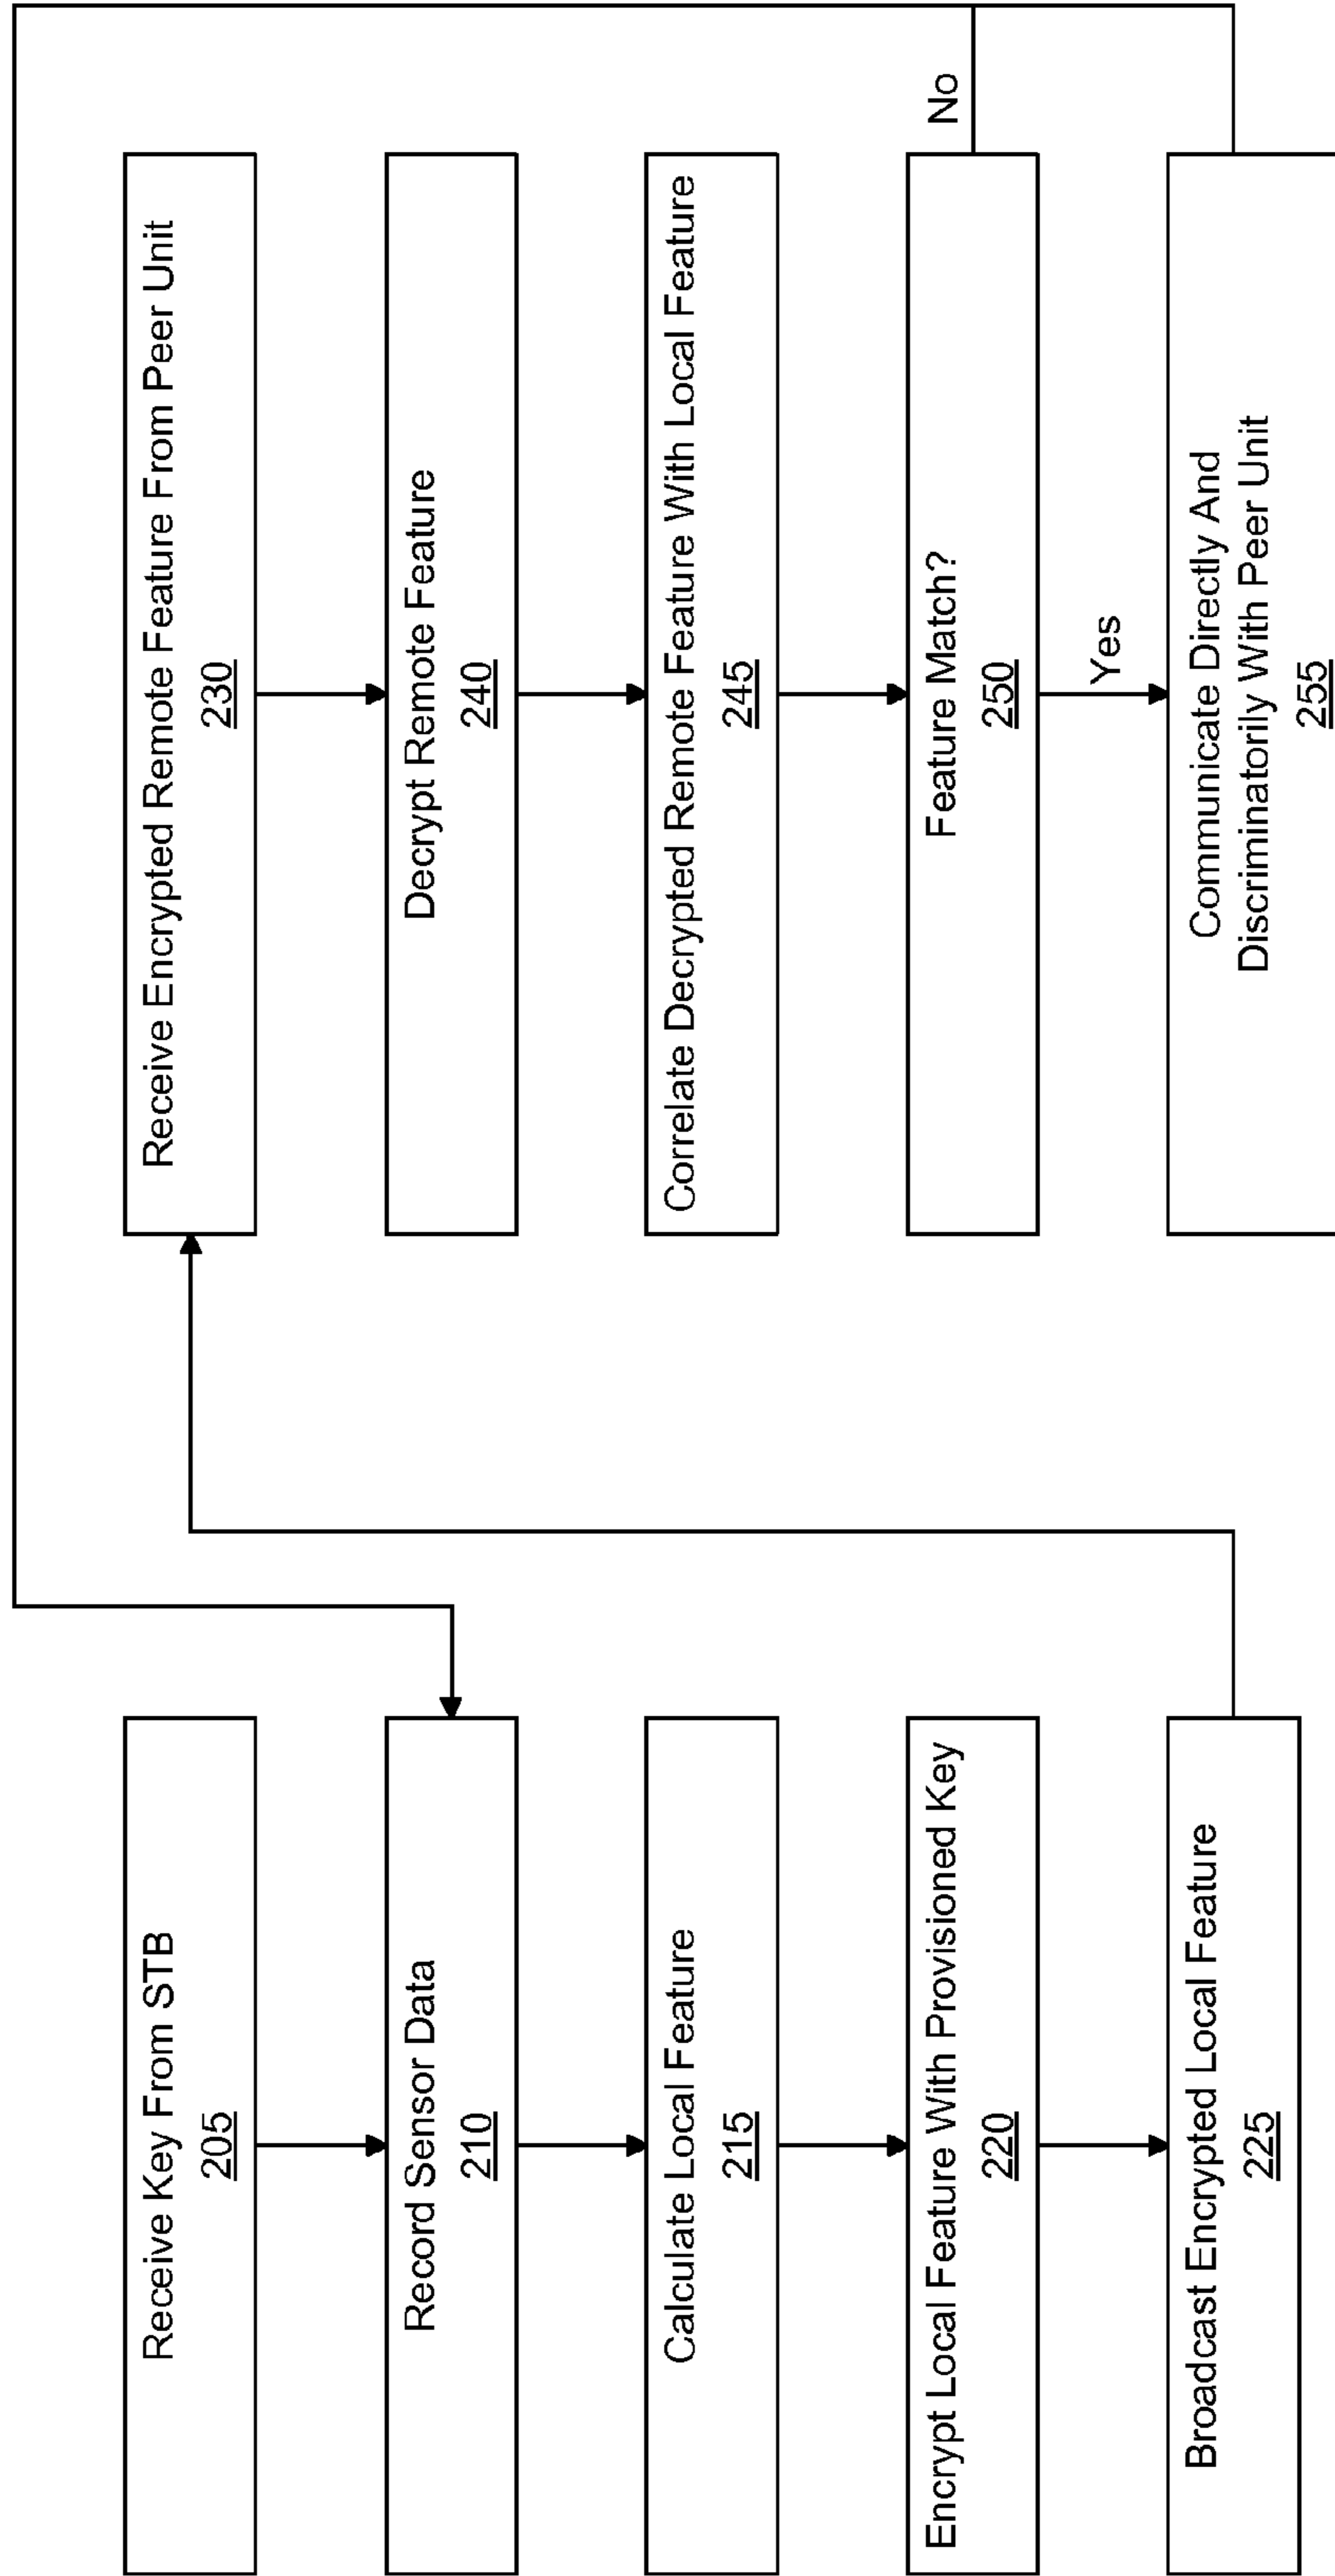 Receive Key From STB
205
Record Sensor Data
210
Calculate Local Feature
215
Encrypt Local Feature With Provisioned Key
220
Broadcast Encrypted Local Feature
225
Receive Encrypted Remote Feature From Peer Unit
230
Decrypt Remote Feature
240
Correlate Decrypted Remote Feature With Local Feature
245
Feature Match?
250
No
Yes
Communicate Directly And
Discriminatorily With Peer Unit
255